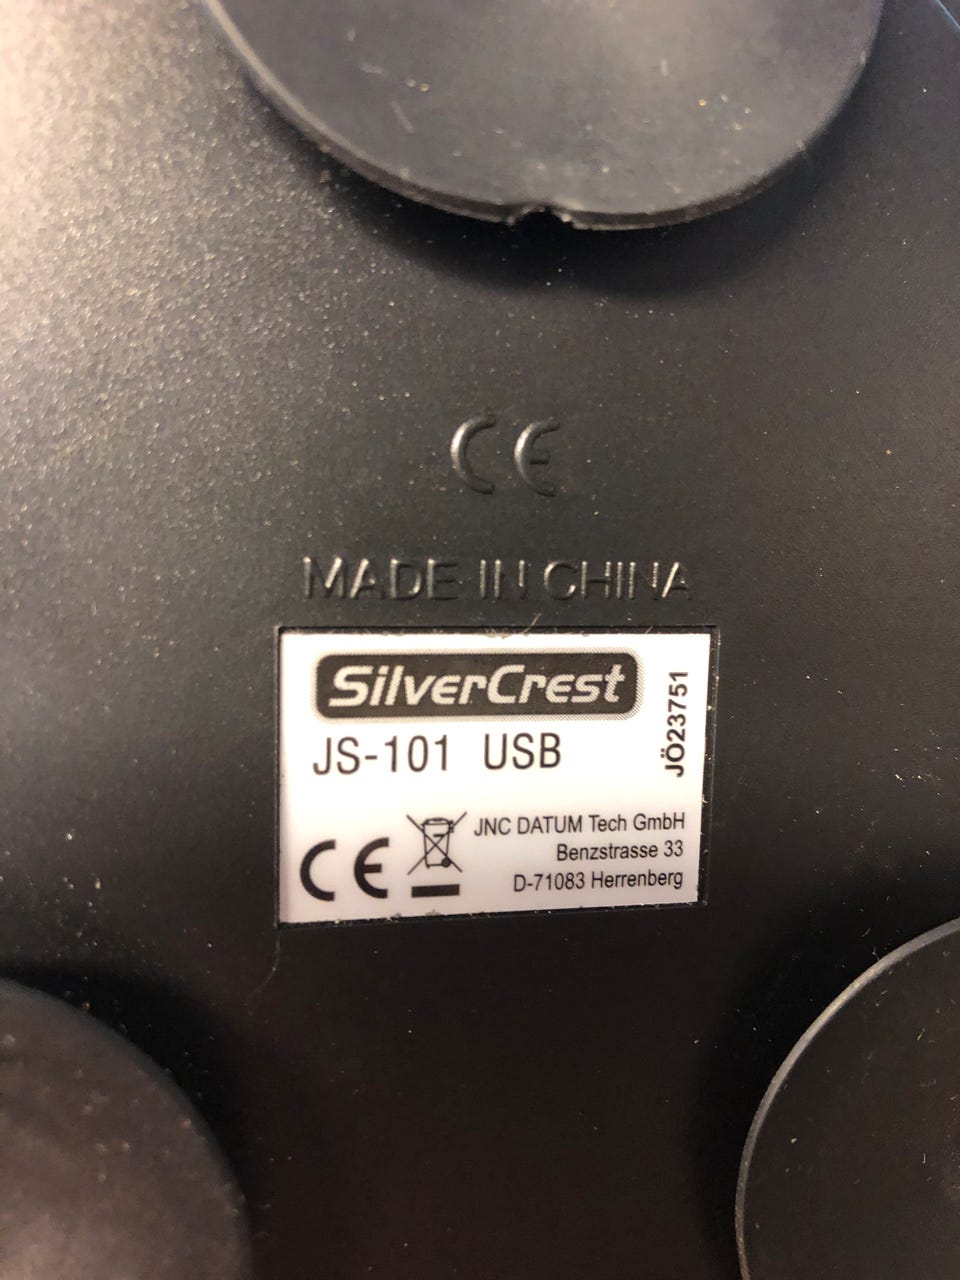 CE
MADE IN CHINA
SilverCrest
JS-101 USB
JÖ23751
CE
JNC DATUM Tech GmbH
Benzstrasse 33
D-71083 Herrenberg